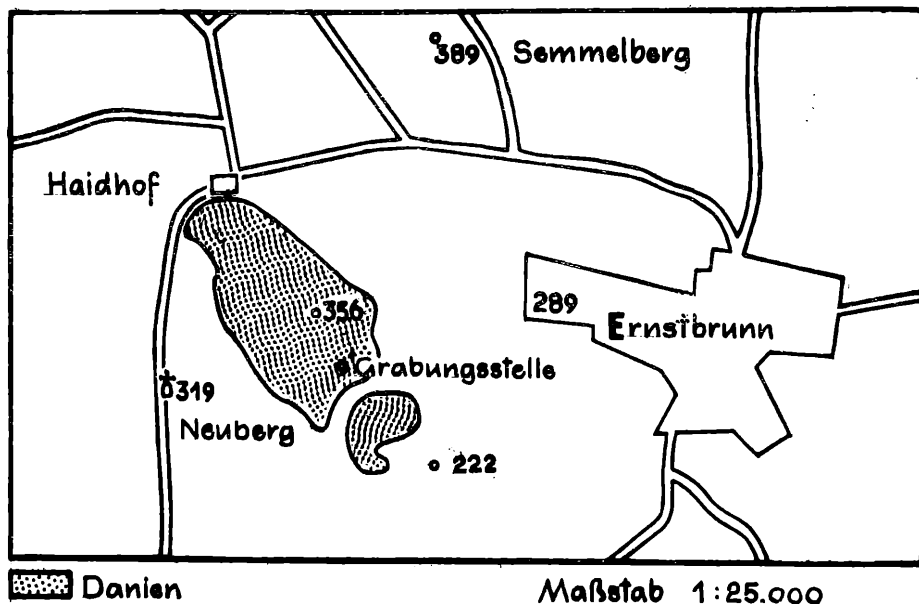 389 Semmelberg
Haidhof
356
289
Ernstbrunn
Grabungsstelle
319
Neuberg
222
Danien
Maßstab 1:25.000